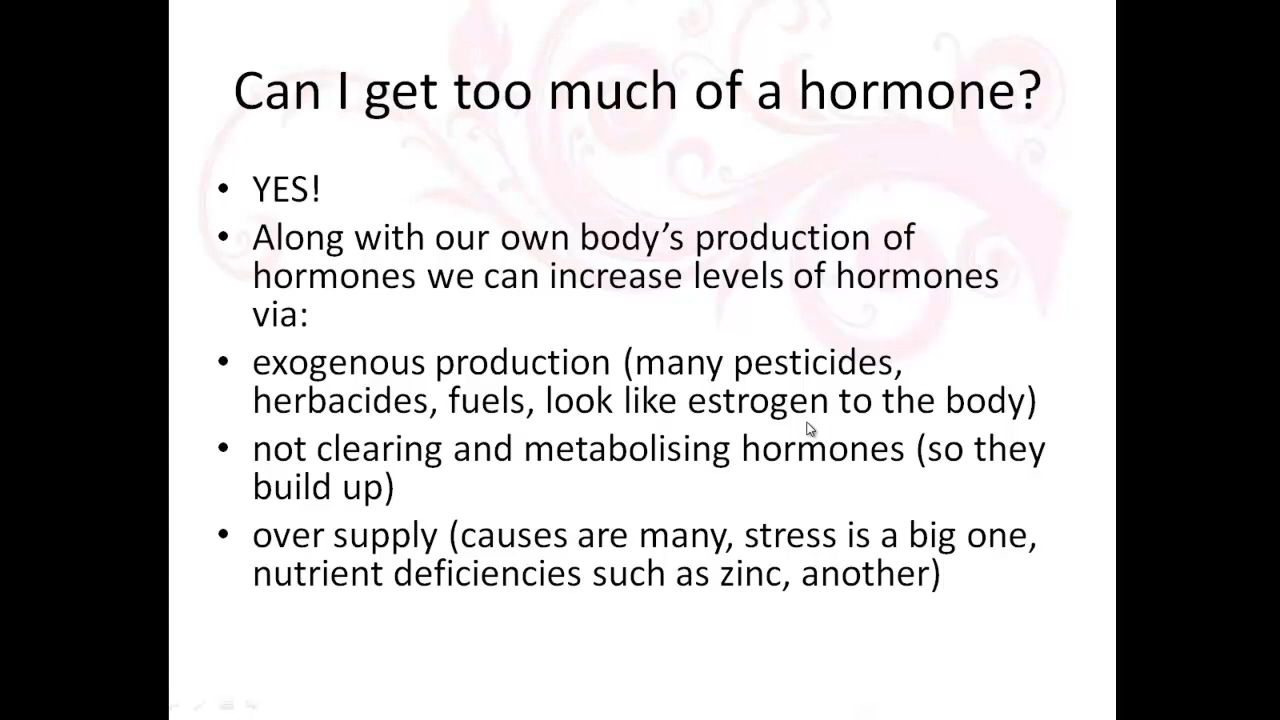 Can I get too much of a hormone?
• YES!
• Along with our own body’s production of
hormones we can increase levels of hormones
via:
• exogenous production (many pesticides,
herbacides, fuels, look like estrogen to the body)
• not clearing and metabolising hormones (so they
build up)
• over supply (causes are many, stress is a big one,
nutrient deficiencies such as zinc, another)